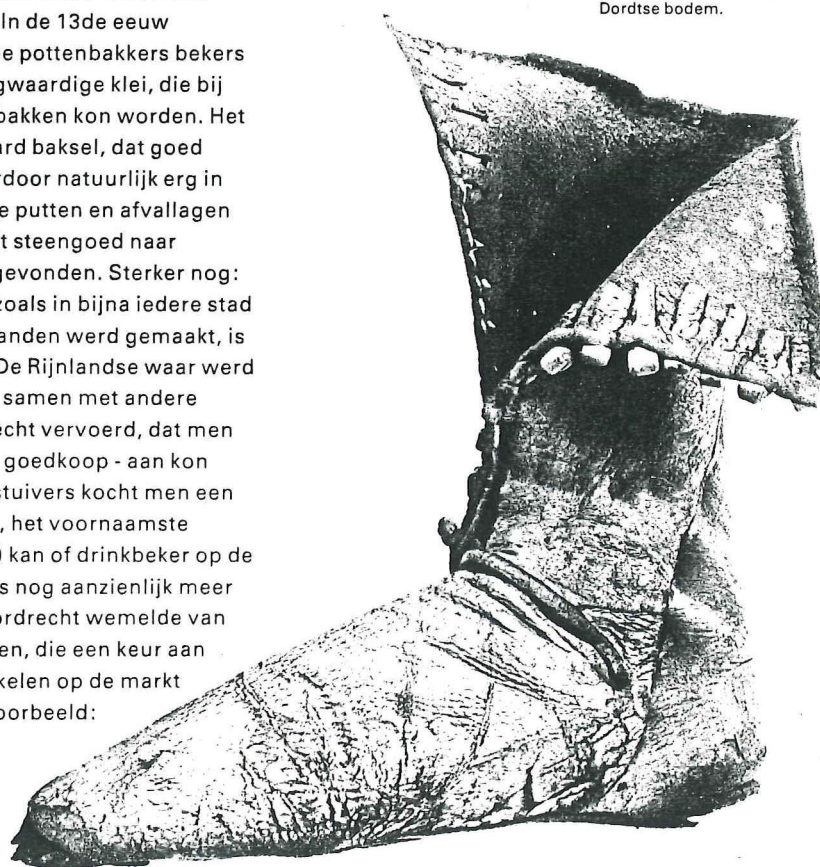 Dordtse bodem.
In de 13de eeuw
e pottenbakkers bekers
gwaardige klei, die bij
bakken kon worden. Het
ard baksel, dat goed
door natuurlijk erg in
e putten en afvallagen
t steengoed naar
gevonden. Sterker nog:
zoals in bijna iedere stad
anden werd gemaakt, is
De Rijnlandse waar werd
samen met andere
echt vervoerd, dat men
goedkoop - aan kon
stuivers kocht men een
, het voornaamste
) kan of drinkbeker op de
s nog aanzienlijk meer
ordrecht wemelde van
en, die een keur aan
kelen op de markt
oorbeeld: